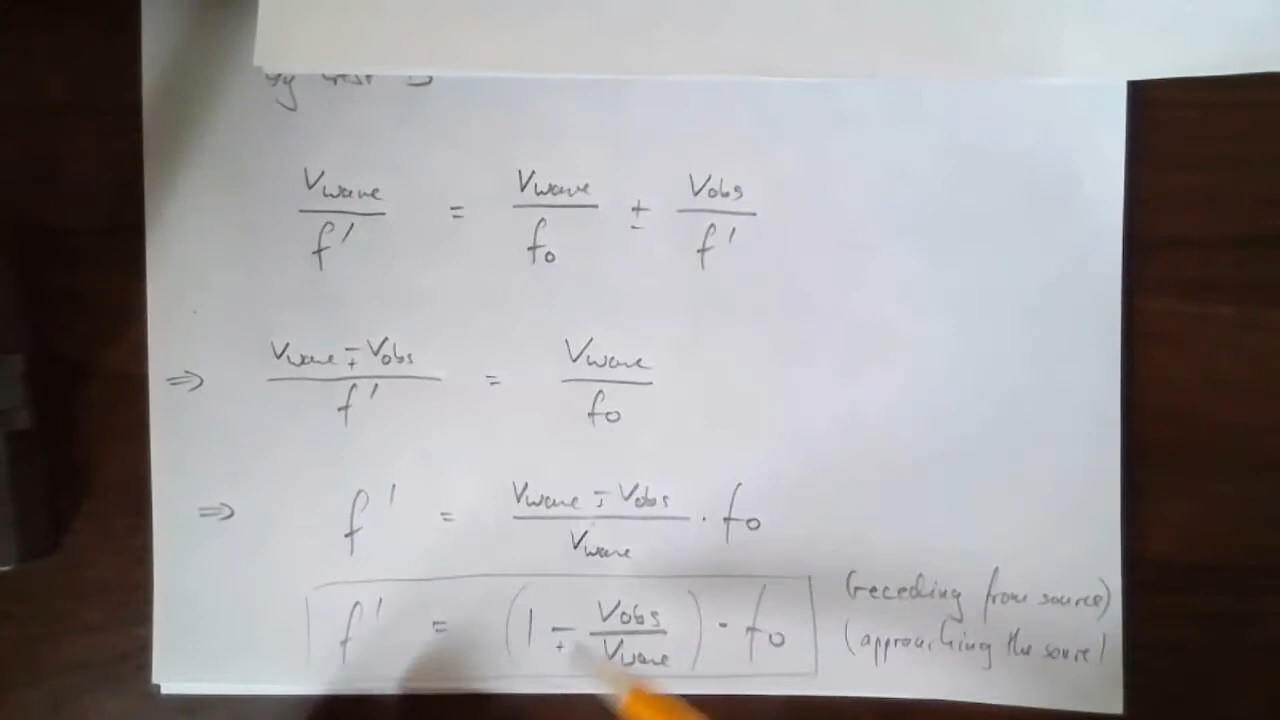 V_wave / f' = V_wave / f_0 ± V_obs / f'
⇒ (V_wave ∓ V_obs) / f' = V_wave / f_0
⇒ f' = (V_wave ∓ V_obs) / V_wave · f_0
f' = (1 ∓ V_obs / V_wave) · f_0
(receding from source)
(approaching the source)